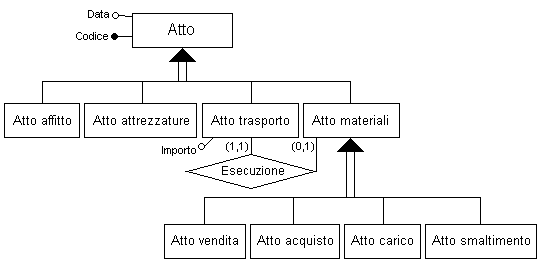 Data
Codice
Atto
Atto affitto
Atto attrezzature
Atto trasporto
Atto materiali
Importo
(1,1)
(0,1)
Esecuzione
Atto vendita
Atto acquisto
Atto carico
Atto smaltimento